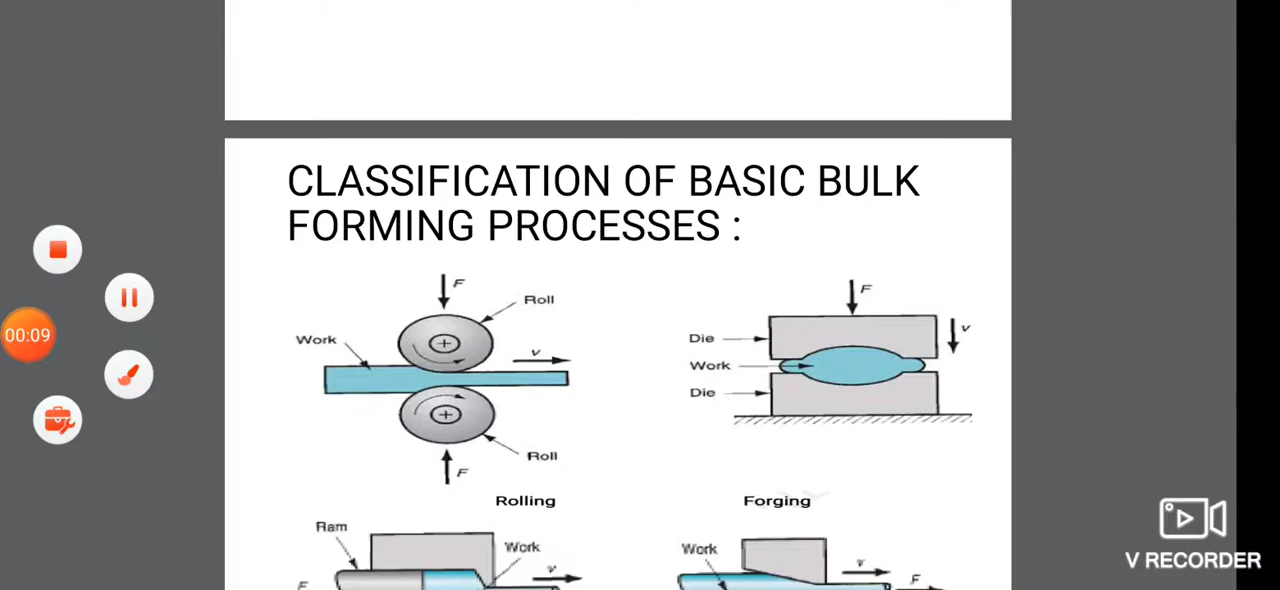 CLASSIFICATION OF BASIC BULK
FORMING PROCESSES :
F
Roll
Work
v
Roll
F
Rolling
F
v
Die
Work
Die
Forging
Ram
Work
v
F
Work
v
F
00:09
V RECORDER